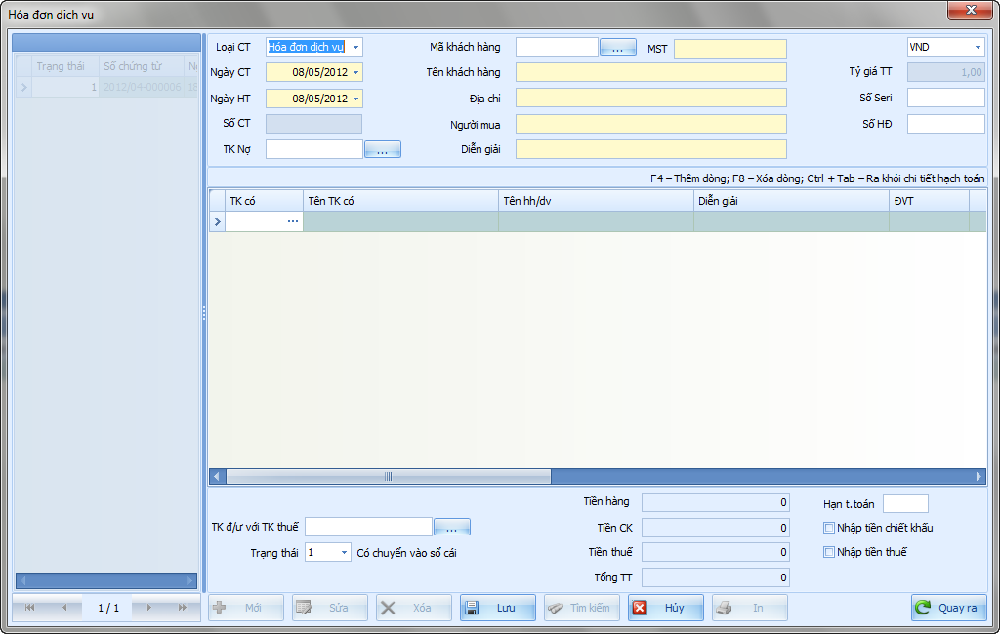 Hóa đơn dịch vụ
Trạng thái Số chứng từ
1 2012/04-000006
Loại CT Hóa đơn dịch vụ Mã khách hàng ... MST VND
Ngày CT 08/05/2012 Tên khách hàng Tỷ giá TT 1,00
Ngày HT 08/05/2012 Địa chỉ Số Seri
Số CT Người mua Số HĐ
TK Nợ ... Diễn giải
F4 – Thêm dòng; F8 – Xóa dòng; Ctrl + Tab – Ra khỏi chi tiết hạch toán
TK có Tên TK có Tên hh/dv Diễn giải ĐVT
...
Tiền hàng 0 Hạn t.toán
TK đ/ư với TK thuế ... Tiền CK 0 Nhập tiền chiết khấu
Trạng thái 1 Có chuyển vào sổ cái Tiền thuế 0 Nhập tiền thuế
Tổng TT 0
1 / 1 Mới Sửa Xóa Lưu Tìm kiếm Hủy In Quay ra